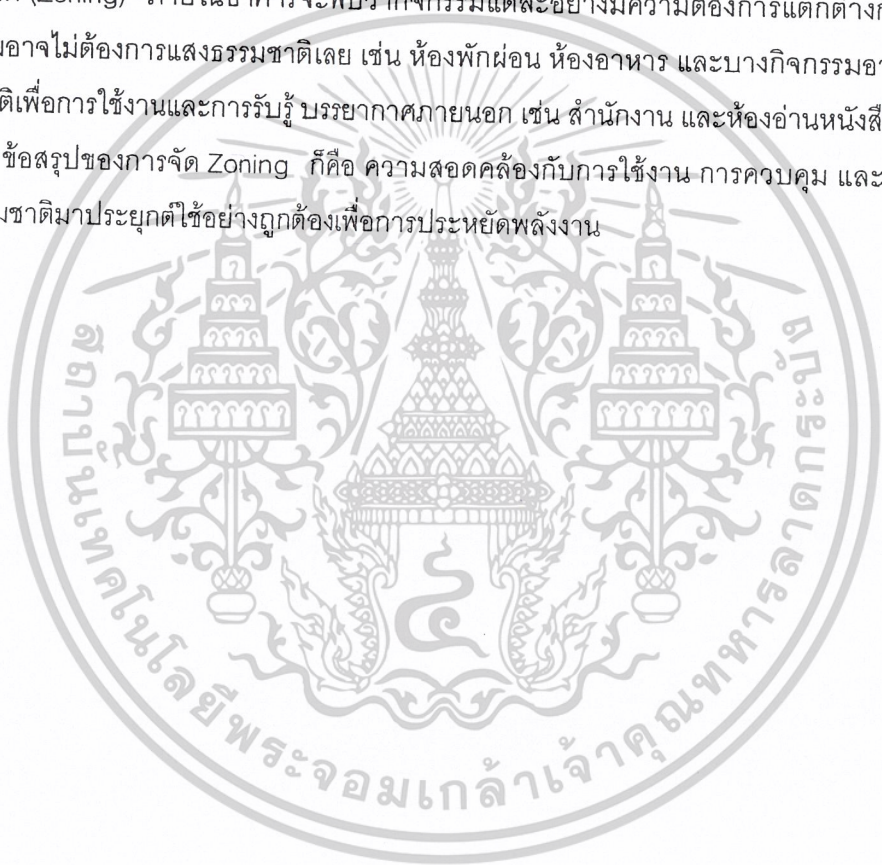 (Zoning) ภายในอาคารจะพบว่ากิจกรรมแต่ละอย่างมีความต้องการแตกต่างก
อาจไม่ต้องการแสงธรรมชาติเลย เช่น ห้องพักผ่อน ห้องอาหาร และบางกิจกรรมอา
ติเพื่อการใช้งานและการรับรู้ บรรยากาศภายนอก เช่น สำนักงาน และห้องอ่านหนังสื
ข้อสรุปของการจัด Zoning ก็คือ ความสอดคล้องกับการใช้งาน การควบคุม และ
มชาติมาประยุกต์ใช้อย่างถูกต้องเพื่อการประหยัดพลังงาน
สถาบันเทคโนโลยีพระจอมเกล้าเจ้าคุณทหารลาดกระบัง